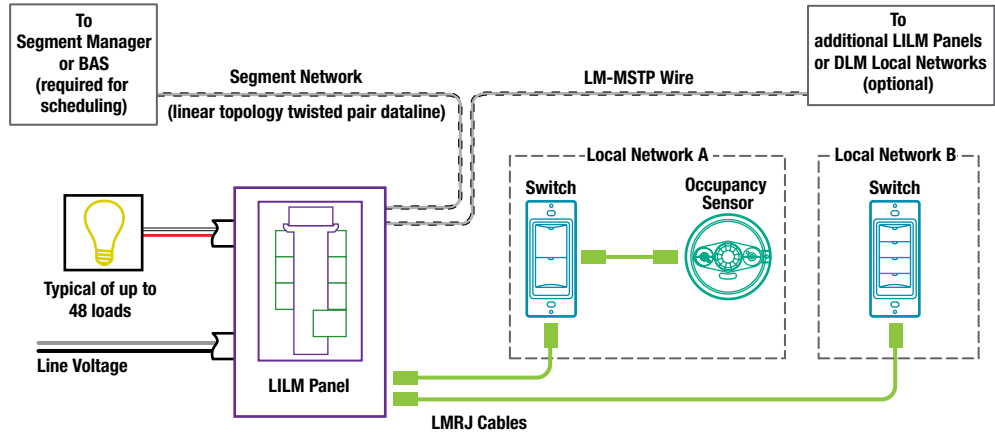 To
Segment Manager
or BAS
(required for
scheduling)
Segment Network
(linear topology twisted pair dataline)
LM-MSTP Wire
To
additional LILM Panels
or DLM Local Networks
(optional)
Local Network A
Switch
Occupancy
Sensor
Local Network B
Switch
Typical of up to
48 loads
Line Voltage
LILM Panel
LMRJ Cables